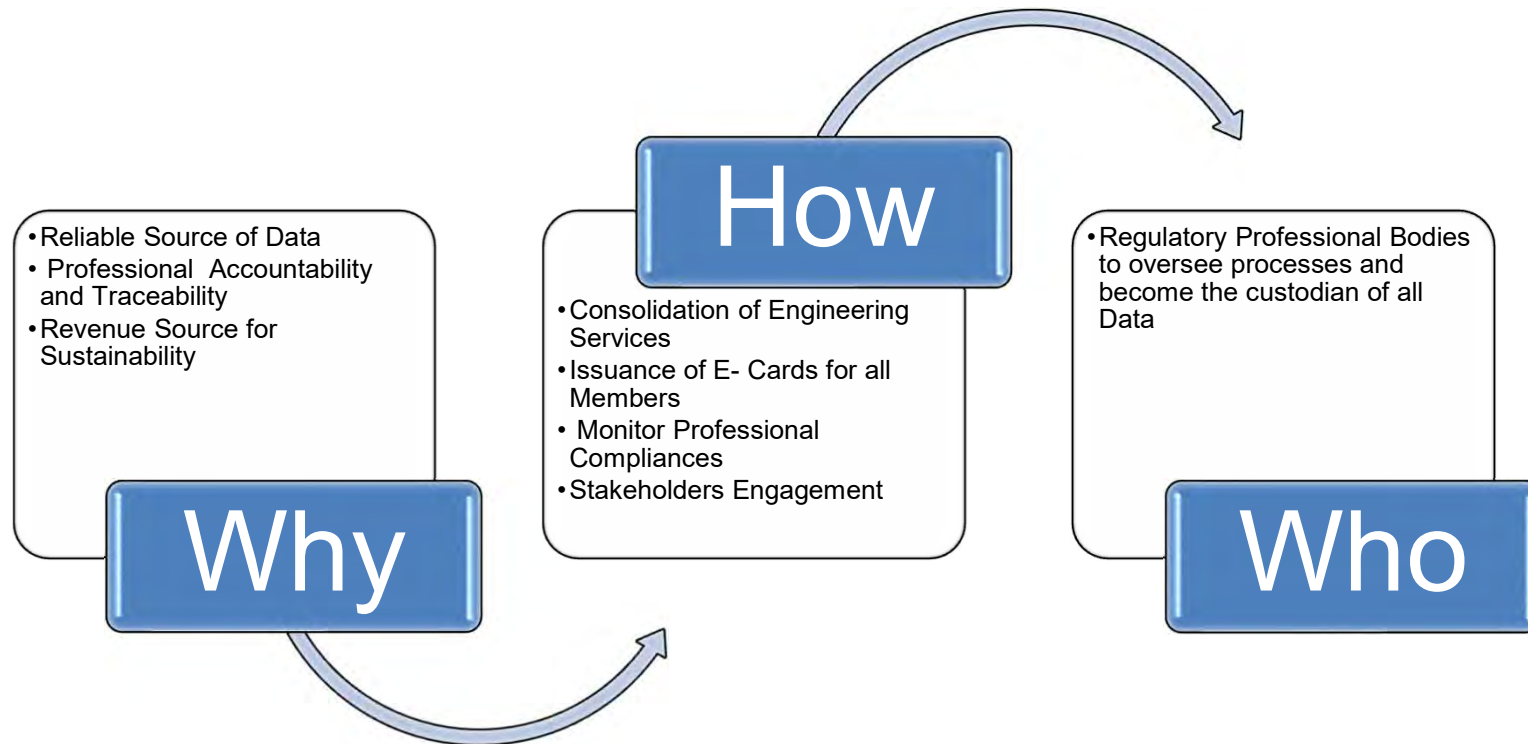 •Reliable Source of Data
• Professional Accountability
and Traceability
•Revenue Source for
Sustainability
Why
How
•Consolidation of Engineering
Services
•Issuance of E- Cards for all
Members
• Monitor Professional
Compliances
•Stakeholders Engagement
•Regulatory Professional Bodies
to oversee processes and
become the custodian of all
Data
Who